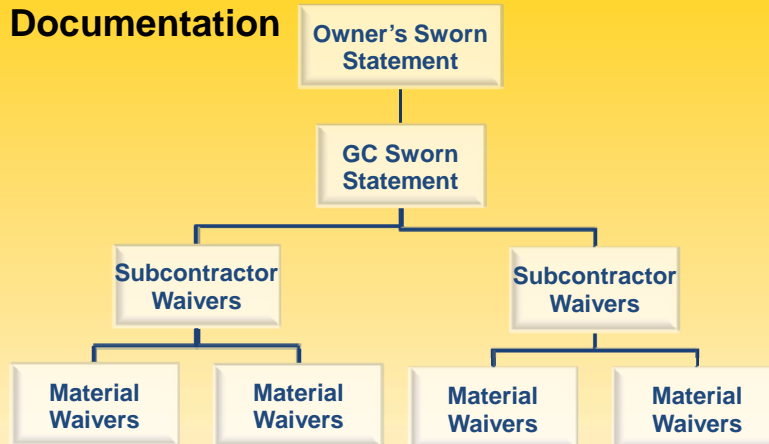 Documentation
Owner’s Sworn
Statement
GC Sworn
Statement
Subcontractor
Waivers
Subcontractor
Waivers
Material
Waivers
Material
Waivers
Material
Waivers
Material
Waivers